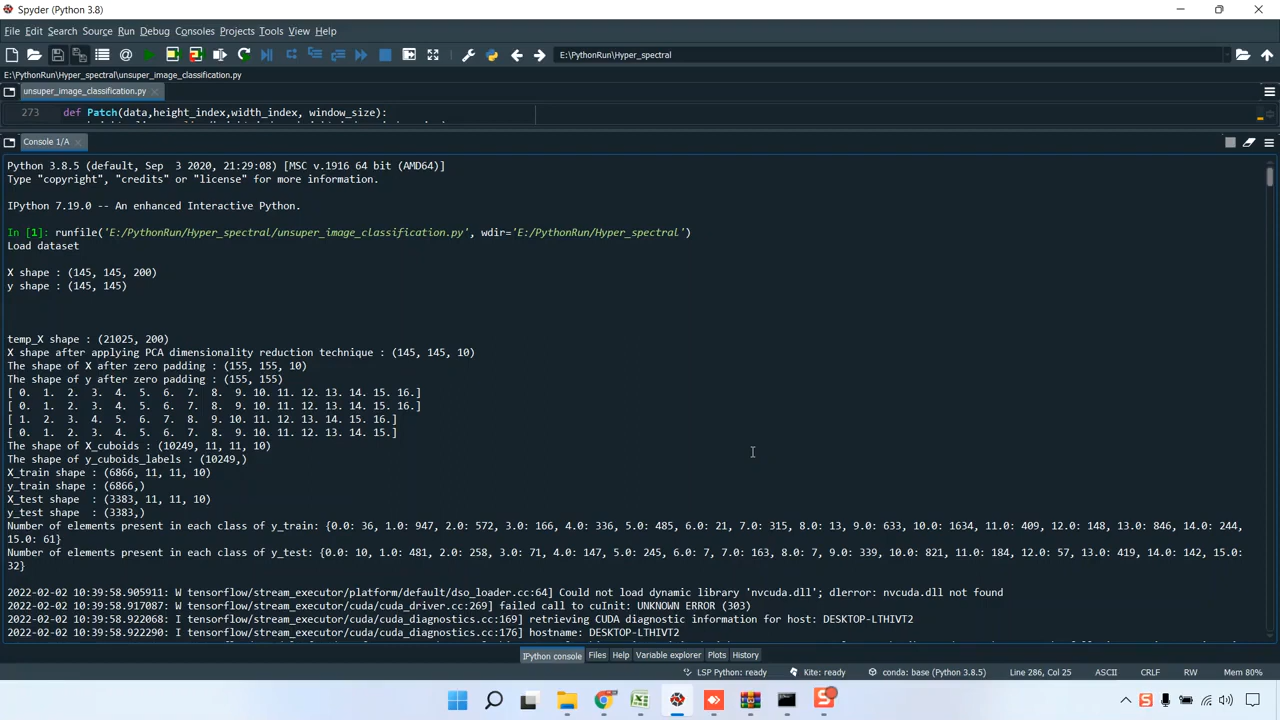 Spyder (Python 3.8)
File Edit Search Source Run Debug Consoles Projects Tools View Help
E:\PythonRun\Hyper_spectral
E:\PythonRun\Hyper_spectral\unsuper_image_classification.py
unsuper_image_classification.py
273 def Patch(data,height_index,width_index, window_size):
Console 1/A
Python 3.8.5 (default, Sep  3 2020, 21:29:08) [MSC v.1916 64 bit (AMD64)]
Type "copyright", "credits" or "license" for more information.
IPython 7.19.0 -- An enhanced Interactive Python.
In [1]: runfile('E:/PythonRun/Hyper_spectral/unsuper_image_classification.py', wdir='E:/PythonRun/Hyper_spectral')
Load dataset
X shape : (145, 145, 200)
y shape : (145, 145)
temp_X shape : (21025, 200)
X shape after applying PCA dimensionality reduction technique : (145, 145, 10)
The shape of X after zero padding : (155, 155, 10)
The shape of y after zero padding : (155, 155)
[ 0.  1.  2.  3.  4.  5.  6.  7.  8.  9. 10. 11. 12. 13. 14. 15. 16.]
[ 0.  1.  2.  3.  4.  5.  6.  7.  8.  9. 10. 11. 12. 13. 14. 15. 16.]
[ 1.  2.  3.  4.  5.  6.  7.  8.  9. 10. 11. 12. 13. 14. 15. 16.]
[ 0.  1.  2.  3.  4.  5.  6.  7.  8.  9. 10. 11. 12. 13. 14. 15.]
The shape of X_cuboids : (10249, 11, 11, 10)
The shape of y_cuboids_labels : (10249,)
X_train shape : (6866, 11, 11, 10)
y_train shape : (6866,)
X_test shape  : (3383, 11, 11, 10)
y_test shape  : (3383,)
Number of elements present in each class of y_train: {0.0: 36, 1.0: 947, 2.0: 572, 3.0: 166, 4.0: 336, 5.0: 485, 6.0: 21, 7.0: 315, 8.0: 13, 9.0: 633, 10.0: 1634, 11.0: 409, 12.0: 148, 13.0: 846, 14.0: 244,
15.0: 61}
Number of elements present in each class of y_test: {0.0: 10, 1.0: 481, 2.0: 258, 3.0: 71, 4.0: 147, 5.0: 245, 6.0: 7, 7.0: 163, 8.0: 7, 9.0: 339, 10.0: 821, 11.0: 184, 12.0: 57, 13.0: 419, 14.0: 142, 15.0:
32}
2022-02-02 10:39:58.905911: W tensorflow/stream_executor/platform/default/dso_loader.cc:64] Could not load dynamic library 'nvcuda.dll'; dlerror: nvcuda.dll not found
2022-02-02 10:39:58.917087: W tensorflow/stream_executor/cuda/cuda_driver.cc:269] failed call to cuInit: UNKNOWN ERROR (303)
2022-02-02 10:39:58.922068: I tensorflow/stream_executor/cuda/cuda_diagnostics.cc:169] retrieving CUDA diagnostic information for host: DESKTOP-LTHIVT2
2022-02-02 10:39:58.922290: I tensorflow/stream_executor/cuda/cuda_diagnostics.cc:176] hostname: DESKTOP-LTHIVT2
IPython console Files Help Variable explorer Plots History
LSP Python: ready Kite: ready conda: base (Python 3.8.5) Line 286, Col 25 ASCII CRLF RW Mem 80%